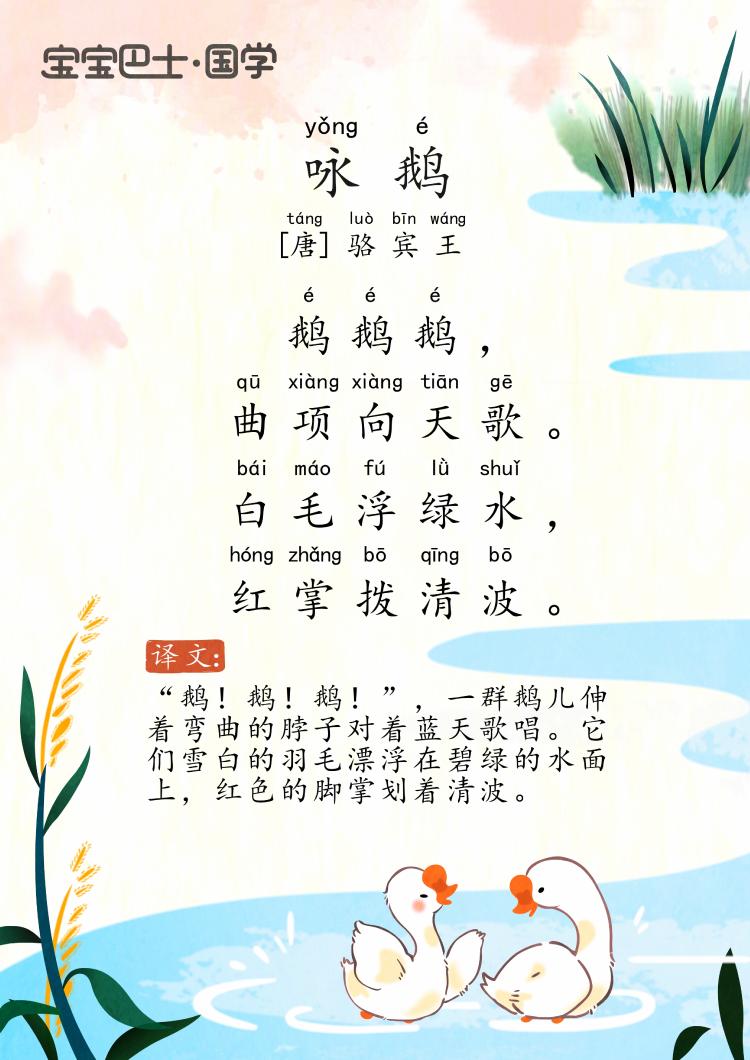 宝宝巴士·国学
yǒng é
咏鹅
táng luò bīn wáng
[唐]骆宾王
é é é
鹅鹅鹅，
qū xiàng xiàng tiān gē
曲项向天歌。
bái máo fú lǜ shuǐ
白毛浮绿水，
hóng zhǎng bō qīng bō
红掌拨清波。
译文:
“鹅！鹅！鹅！”，一群鹅儿伸
着弯曲的脖子对着蓝天歌唱。它
们雪白的羽毛漂浮在碧绿的水面
上，红色的脚掌划着清波。